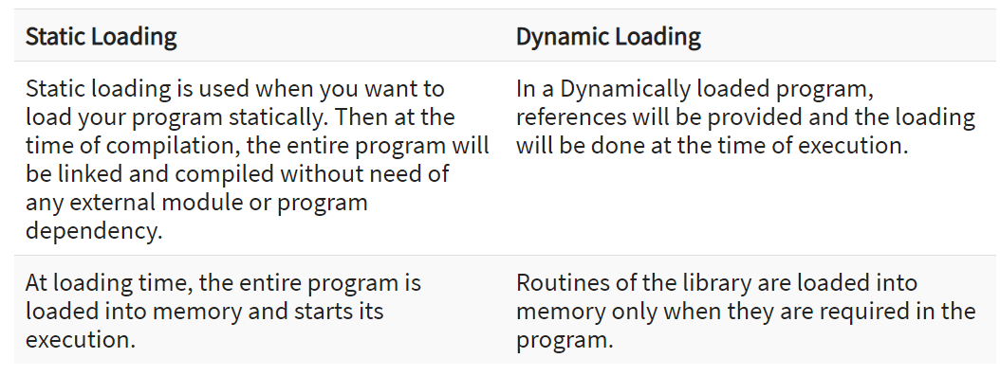 Static Loading
Dynamic Loading
Static loading is used when you want to
load your program statically. Then at the
time of compilation, the entire program will
be linked and compiled without need of
any external module or program
dependency.
In a Dynamically loaded program,
references will be provided and the loading
will be done at the time of execution.
At loading time, the entire program is
loaded into memory and starts its
execution.
Routines of the library are loaded into
memory only when they are required in the
program.